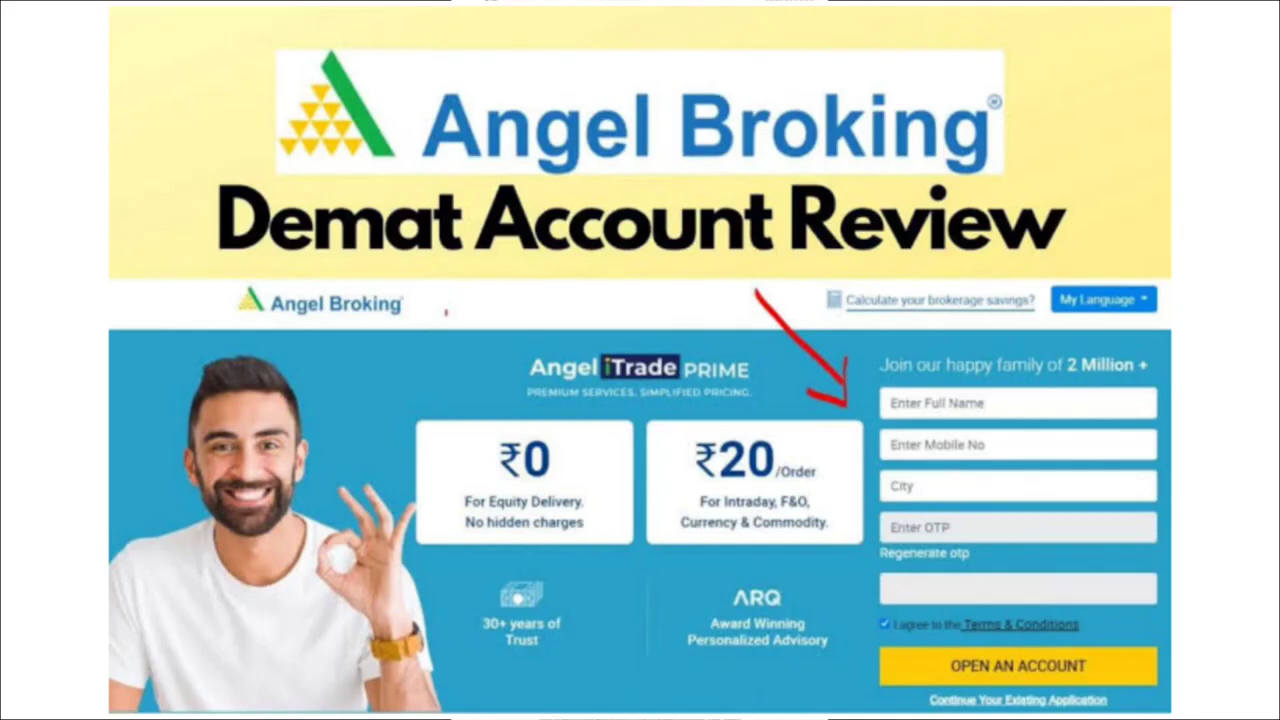 Angel Broking®
Demat Account Review
Angel Broking
Calculate your brokerage savings?
My Language
Angel iTrade PRIME
PREMIUM SERVICES. SIMPLIFIED PRICING.
Join our happy family of 2 Million +
Enter Full Name
Enter Mobile No
City
Enter OTP
Regenerate otp
₹0
For Equity Delivery.
No hidden charges
₹20/Order
For Intraday, F&O,
Currency & Commodity.
30+ years of
Trust
ARQ
Award Winning
Personalized Advisory
I agree to the Terms & Conditions
OPEN AN ACCOUNT
Continue Your Existing Application